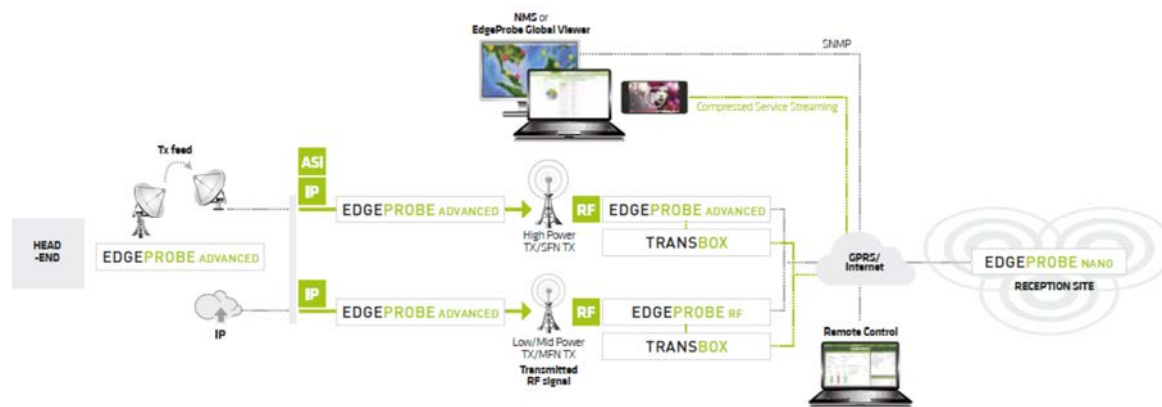 NMS or
EdgeProbe Global Viewer
SNMP
Compressed Service Streaming
Tx feed
ASI
IP
EDGEPROBE ADVANCED
High Power
TX/SFN TX
RF
EDGEPROBE ADVANCED
TRANSBOX
HEAD
-END
EDGEPROBE ADVANCED
GPRS/
Internet
EDGEPROBE NANO
RECEPTION SITE
IP
IP
EDGEPROBE ADVANCED
Low/Mid Power
TX/MFN TX
Transmitted
RF signal
RF
EDGEPROBE RF
TRANSBOX
Remote Control